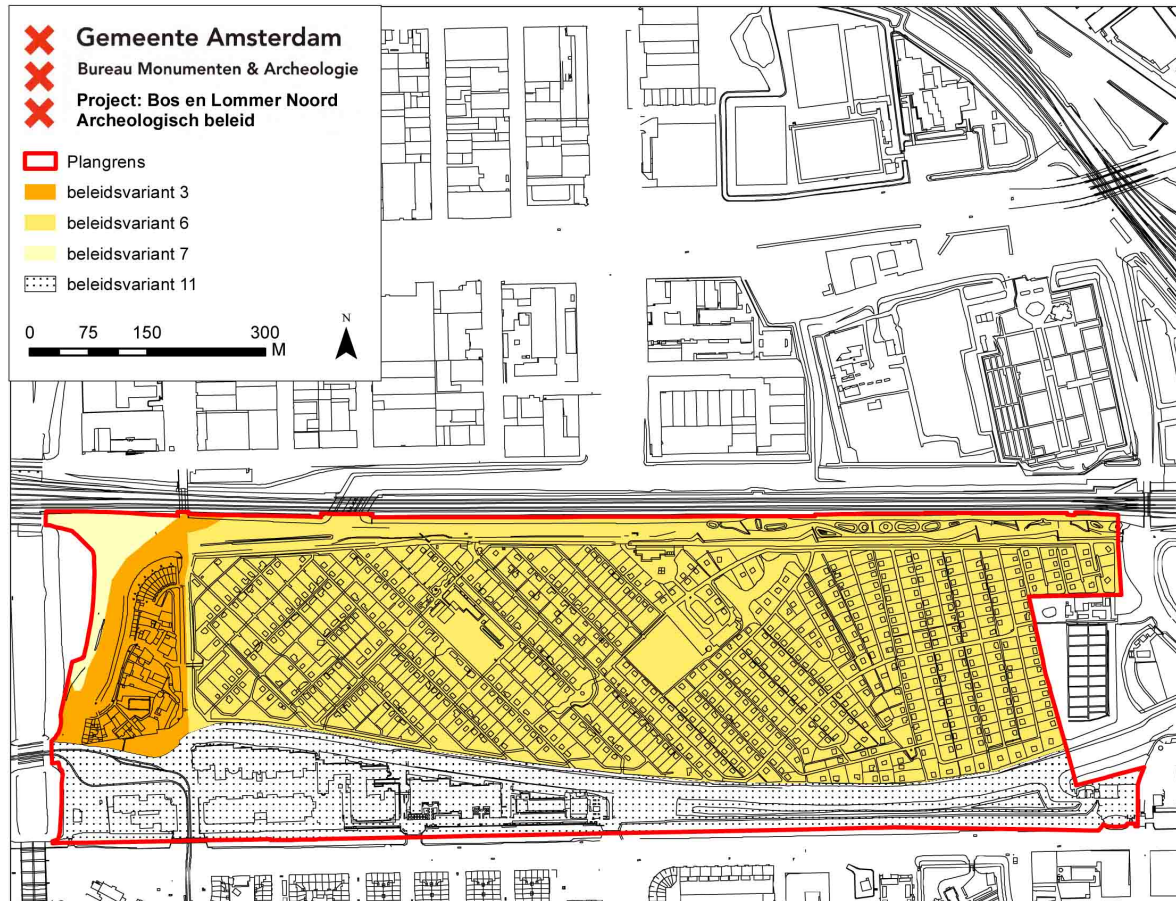 Gemeente Amsterdam
Bureau Monumenten & Archeologie
Project: Bos en Lommer Noord
Archeologisch beleid
Plangrens
beleidsvariant 3
beleidsvariant 6
beleidsvariant 7
beleidsvariant 11
0 75 150 300
M
N